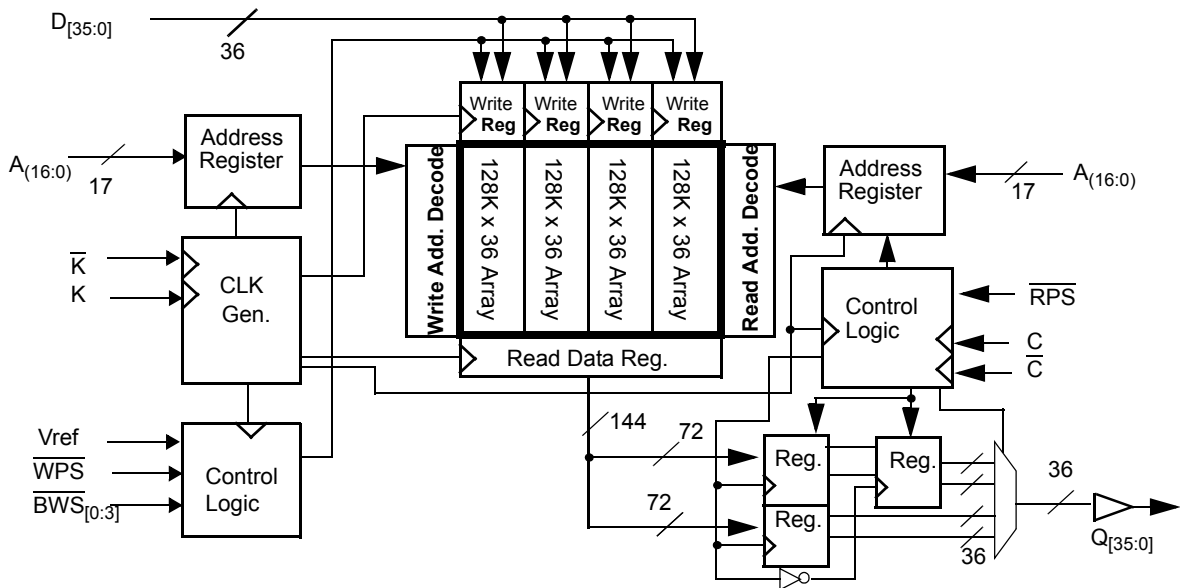 D[35:0]
36
Write
Reg
Write
Reg
Write
Reg
Write
Reg
Address
Register
A(16:0)
17
Write Add. Decode
128K x 36 Array
128K x 36 Array
128K x 36 Array
128K x 36 Array
Read Add. Decode
Address
Register
17
A(16:0)
K̅
K
CLK
Gen.
Control
Logic
R̅P̅S̅
C
C̅
Read Data Reg.
Vref
W̅P̅S̅
B̅W̅S̅[0:3]
Control
Logic
144
72
Reg.
Reg.
72
Reg.
36
36
Q[35:0]